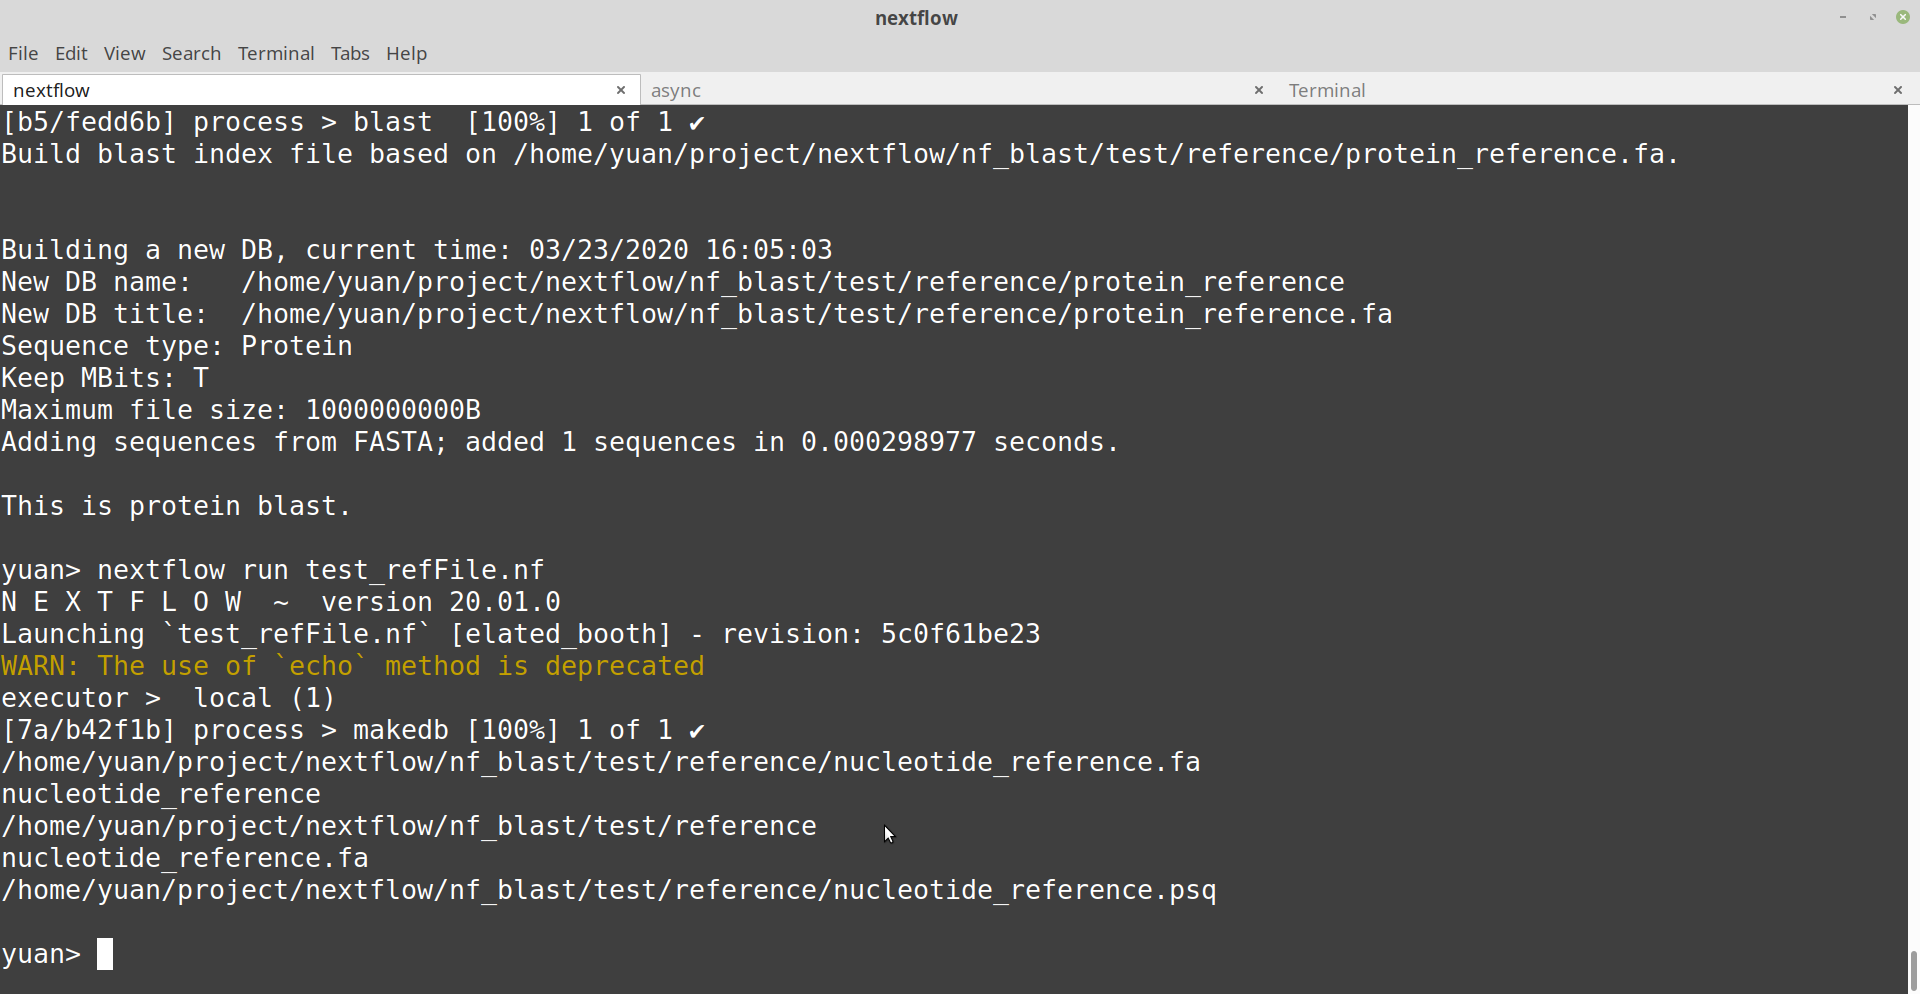 nextflow
File Edit View Search Terminal Tabs Help
nextflow × async × Terminal ×
[b5/fedd6b] process > blast  [100%] 1 of 1 ✔
Build blast index file based on /home/yuan/project/nextflow/nf_blast/test/reference/protein_reference.fa.
Building a new DB, current time: 03/23/2020 16:05:03
New DB name:   /home/yuan/project/nextflow/nf_blast/test/reference/protein_reference
New DB title:  /home/yuan/project/nextflow/nf_blast/test/reference/protein_reference.fa
Sequence type: Protein
Keep MBits: T
Maximum file size: 1000000000B
Adding sequences from FASTA; added 1 sequences in 0.000298977 seconds.
This is protein blast.
yuan> nextflow run test_refFile.nf
N E X T F L O W  ~  version 20.01.0
Launching `test_refFile.nf` [elated_booth] - revision: 5c0f61be23
WARN: The use of `echo` method is deprecated
executor >  local (1)
[7a/b42f1b] process > makedb [100%] 1 of 1 ✔
/home/yuan/project/nextflow/nf_blast/test/reference/nucleotide_reference.fa
nucleotide_reference
/home/yuan/project/nextflow/nf_blast/test/reference
nucleotide_reference.fa
/home/yuan/project/nextflow/nf_blast/test/reference/nucleotide_reference.psq
yuan>